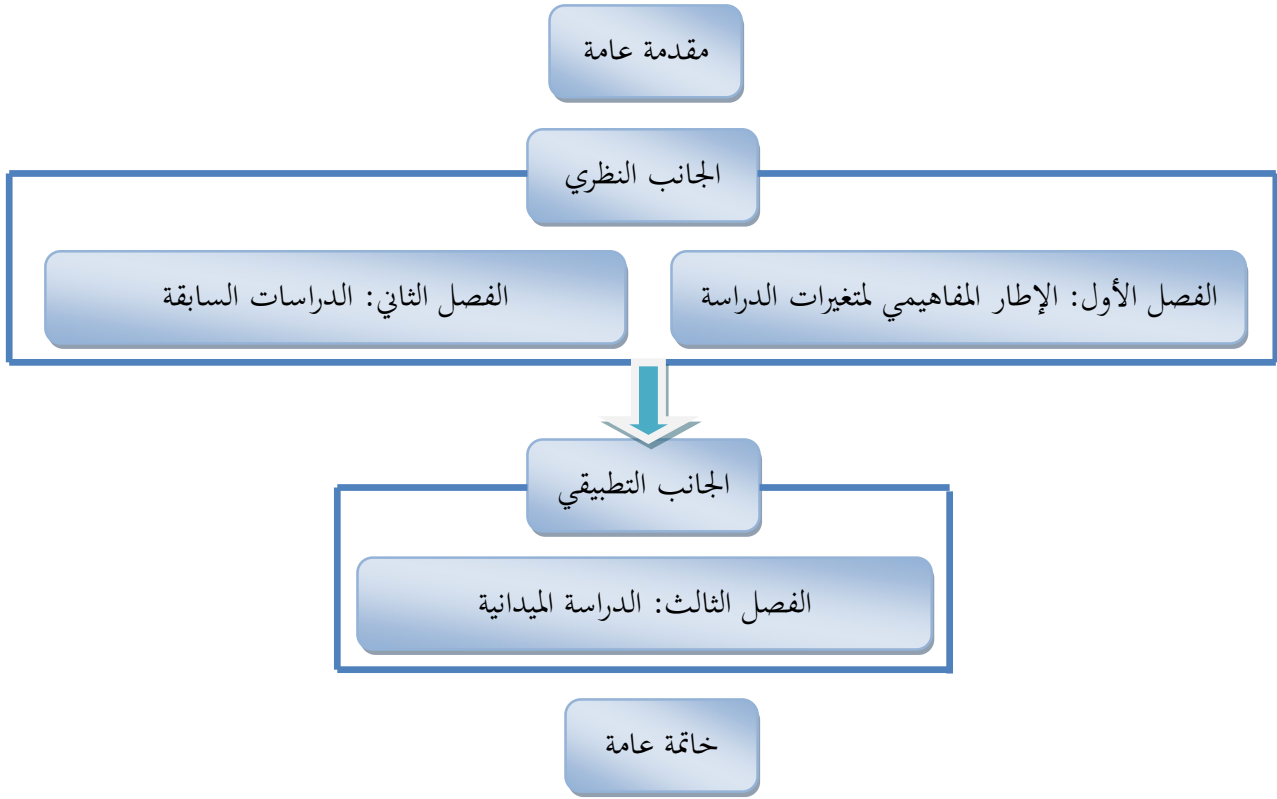 مقدمة عامة
الجانب النظري
الفصل الأول: الإطار المفاهيمي لمتغيرات الدراسة
الفصل الثاني: الدراسات السابقة
الجانب التطبيقي
الفصل الثالث: الدراسة الميدانية
خاتمة عامة